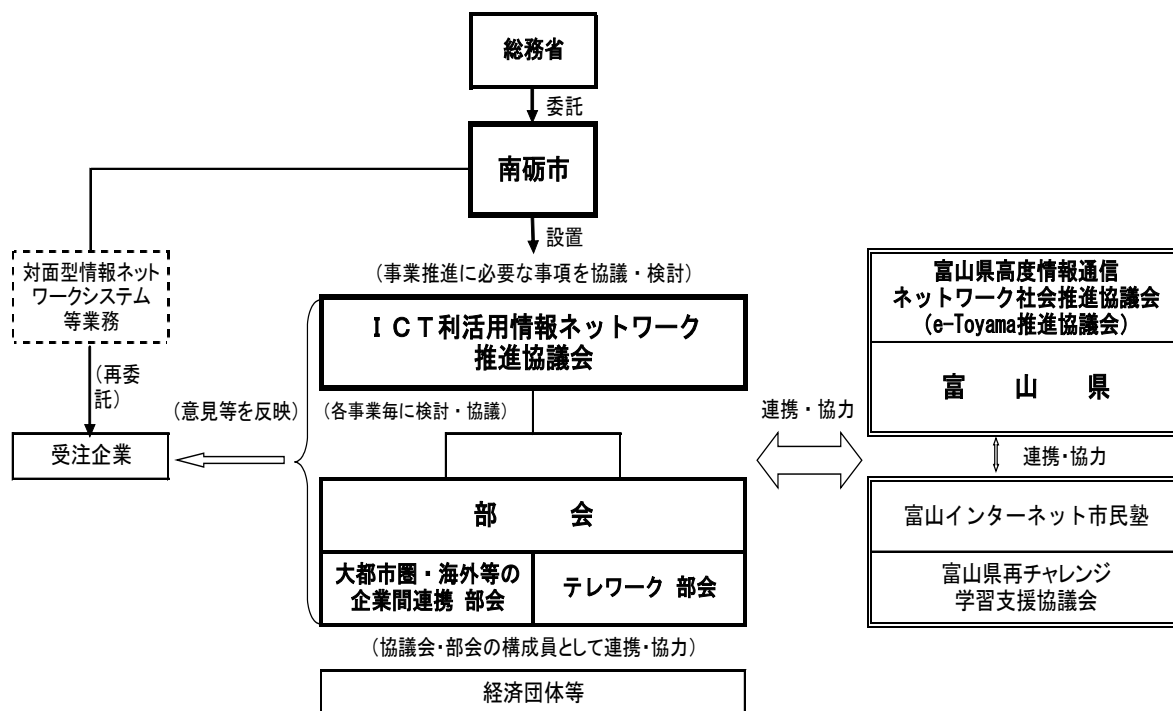 総務省
委託
南砺市
設置
(事業推進に必要な事項を協議・検討)
対面型情報ネット
ワークシステム
等業務
(再委
託)
受注企業
(意見等を反映)
ICT利活用情報ネットワーク
推進協議会
(各事業毎に検討・協議)
部 会
大都市圏・海外等の
企業間連携 部会
テレワーク 部会
(協議会・部会の構成員として連携・協力)
経済団体等
連携・協力
富山県高度情報通信
ネットワーク社会推進協議会
(e-Toyama推進協議会)
富 山 県
連携・協力
富山インターネット市民塾
富山県再チャレンジ
学習支援協議会